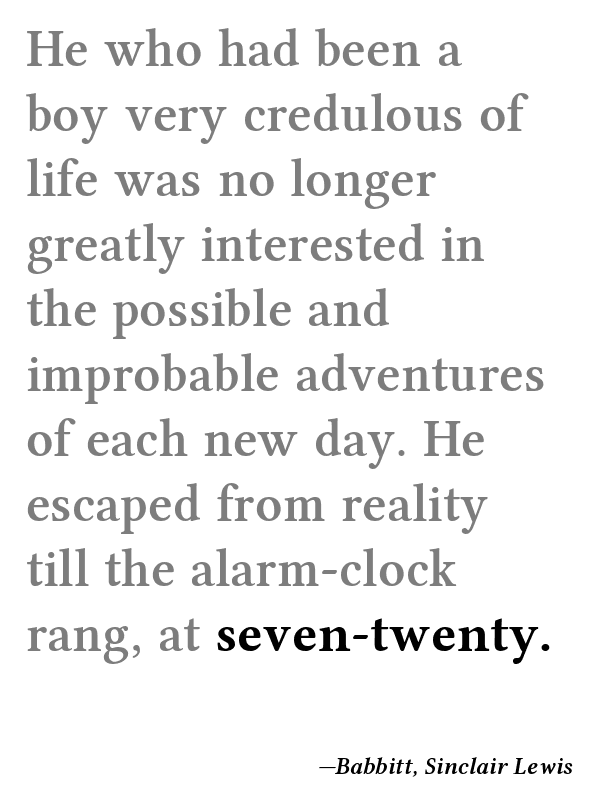 He who had been a
boy very credulous of
life was no longer
greatly interested in
the possible and
improbable adventures
of each new day. He
escaped from reality
till the alarm-clock
rang, at seven-twenty.
—Babbitt, Sinclair Lewis